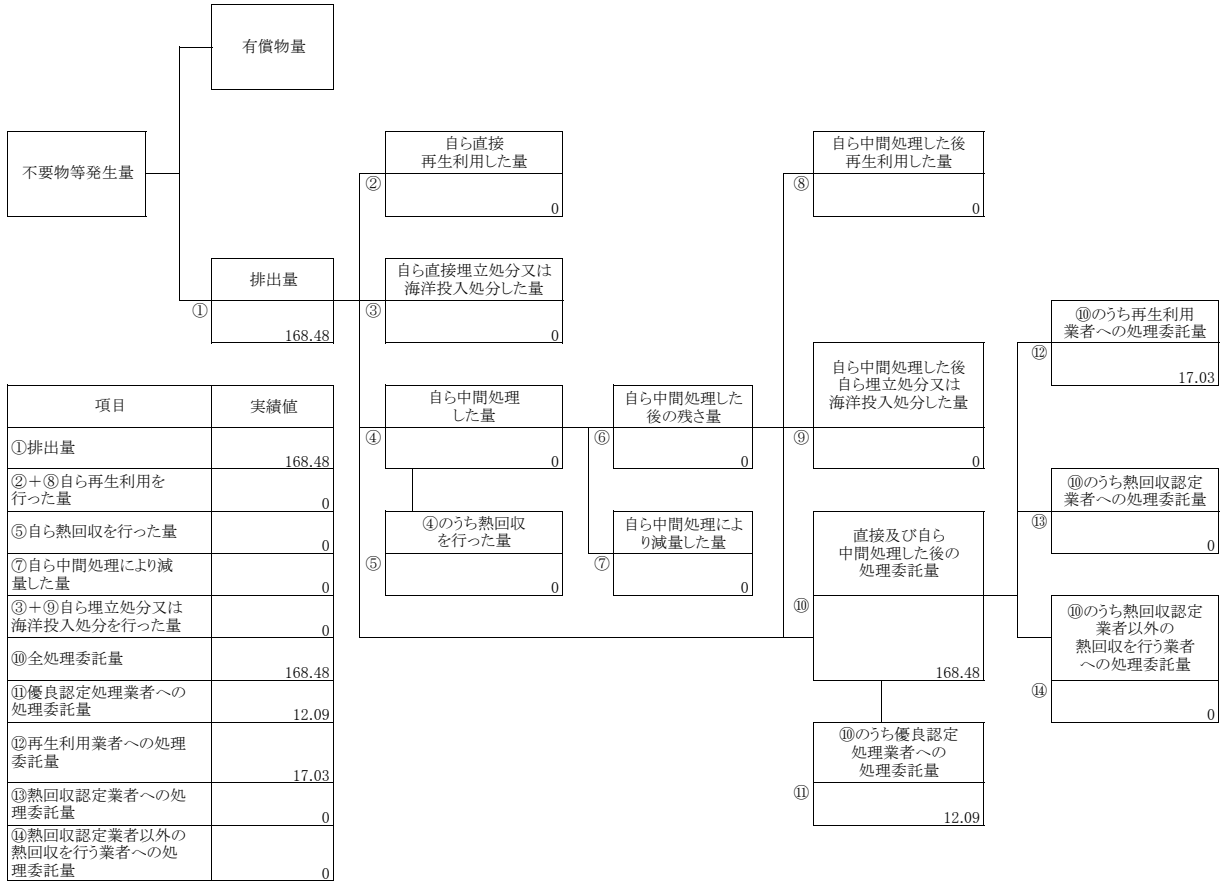 有償物量
不要物等発生量
自ら直接
再生利用した量
②
0
自ら中間処理した後
再生利用した量
⑧
0
排出量
①
168.48
自ら直接埋立処分又は
海洋投入処分した量
③
0
⑩のうち再生利用
業者への処理委託量
⑫
17.03
自ら中間処理
した量
④
0
自ら中間処理した
後の残さ量
⑥
0
自ら中間処理した後
自ら埋立処分又は
海洋投入処分した量
⑨
0
⑩のうち熱回収認定
業者への処理委託量
⑬
0
④のうち熱回収
を行った量
⑤
0
自ら中間処理によ
り減量した量
⑦
0
直接及び自ら
中間処理した後の
処理委託量
⑩
168.48
⑩のうち熱回収認定
業者以外の
熱回収を行う業者
への処理委託量
⑭
0
⑩のうち優良認定
処理業者への
処理委託量
⑪
12.09
項目 実績値
①排出量
168.48
②＋⑧自ら再生利用を
行った量
0
⑤自ら熱回収を行った量
0
⑦自ら中間処理により減
量した量
0
③＋⑨自ら埋立処分又は
海洋投入処分を行った量
0
⑩全処理委託量
168.48
⑪優良認定処理業者への
処理委託量
12.09
⑫再生利用業者への処理
委託量
17.03
⑬熱回収認定業者への処
理委託量
0
⑭熱回収認定業者以外の
熱回収を行う業者への処
理委託量
0